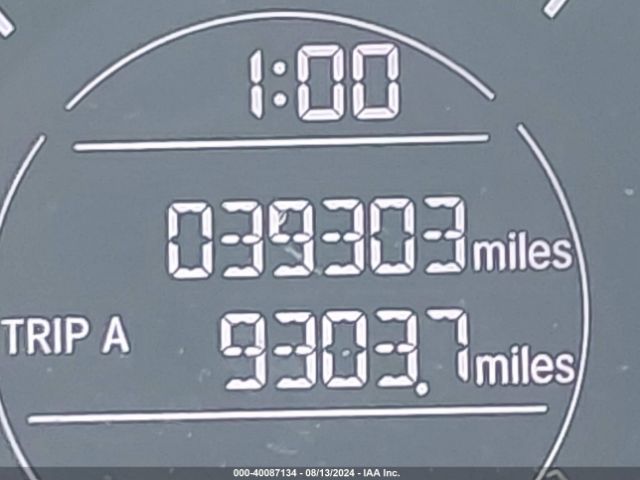 1:00
039303 miles
TRIP A 9303.7 miles
000-40087134 - 08/13/2024 - IAA Inc.